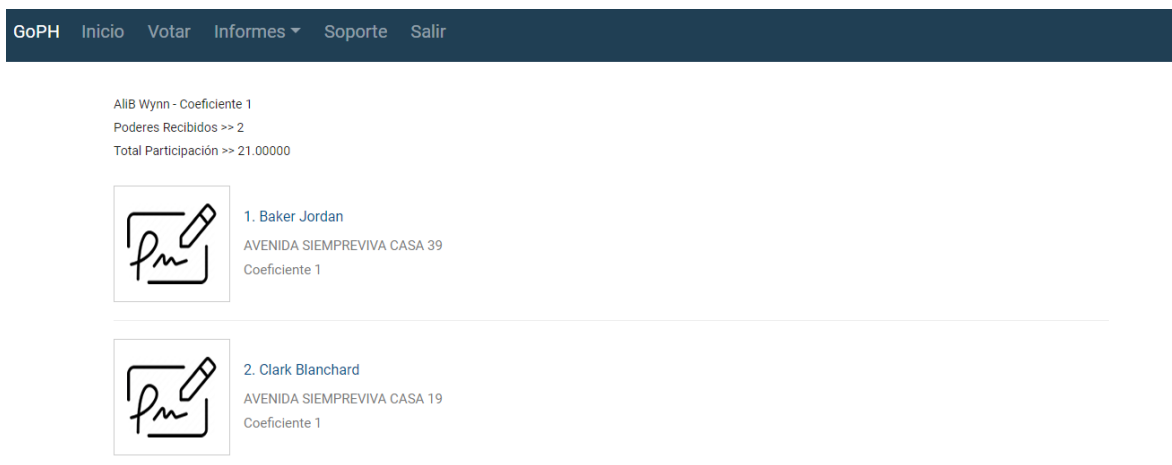 GoPH Inicio Votar Informes Soporte Salir
AliB Wynn - Coeficiente 1
Poderes Recibidos >> 2
Total Participación >> 21.00000
1. Baker Jordan
AVENIDA SIEMPREVIVA CASA 39
Coeficiente 1
2. Clark Blanchard
AVENIDA SIEMPREVIVA CASA 19
Coeficiente 1